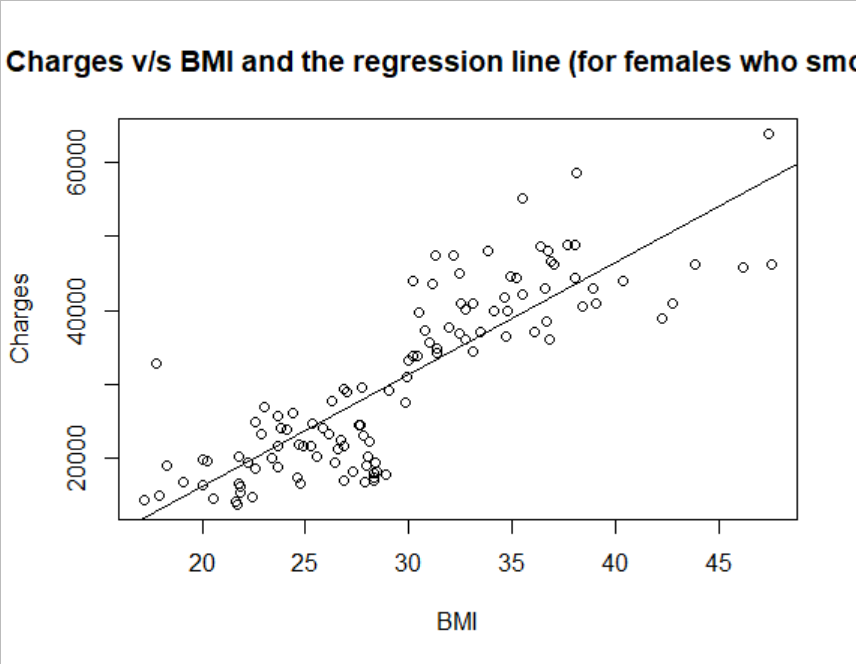 Charges v/s BMI and the regression line (for females who smo
60000
40000
20000
Charges
20 25 30 35 40 45
BMI